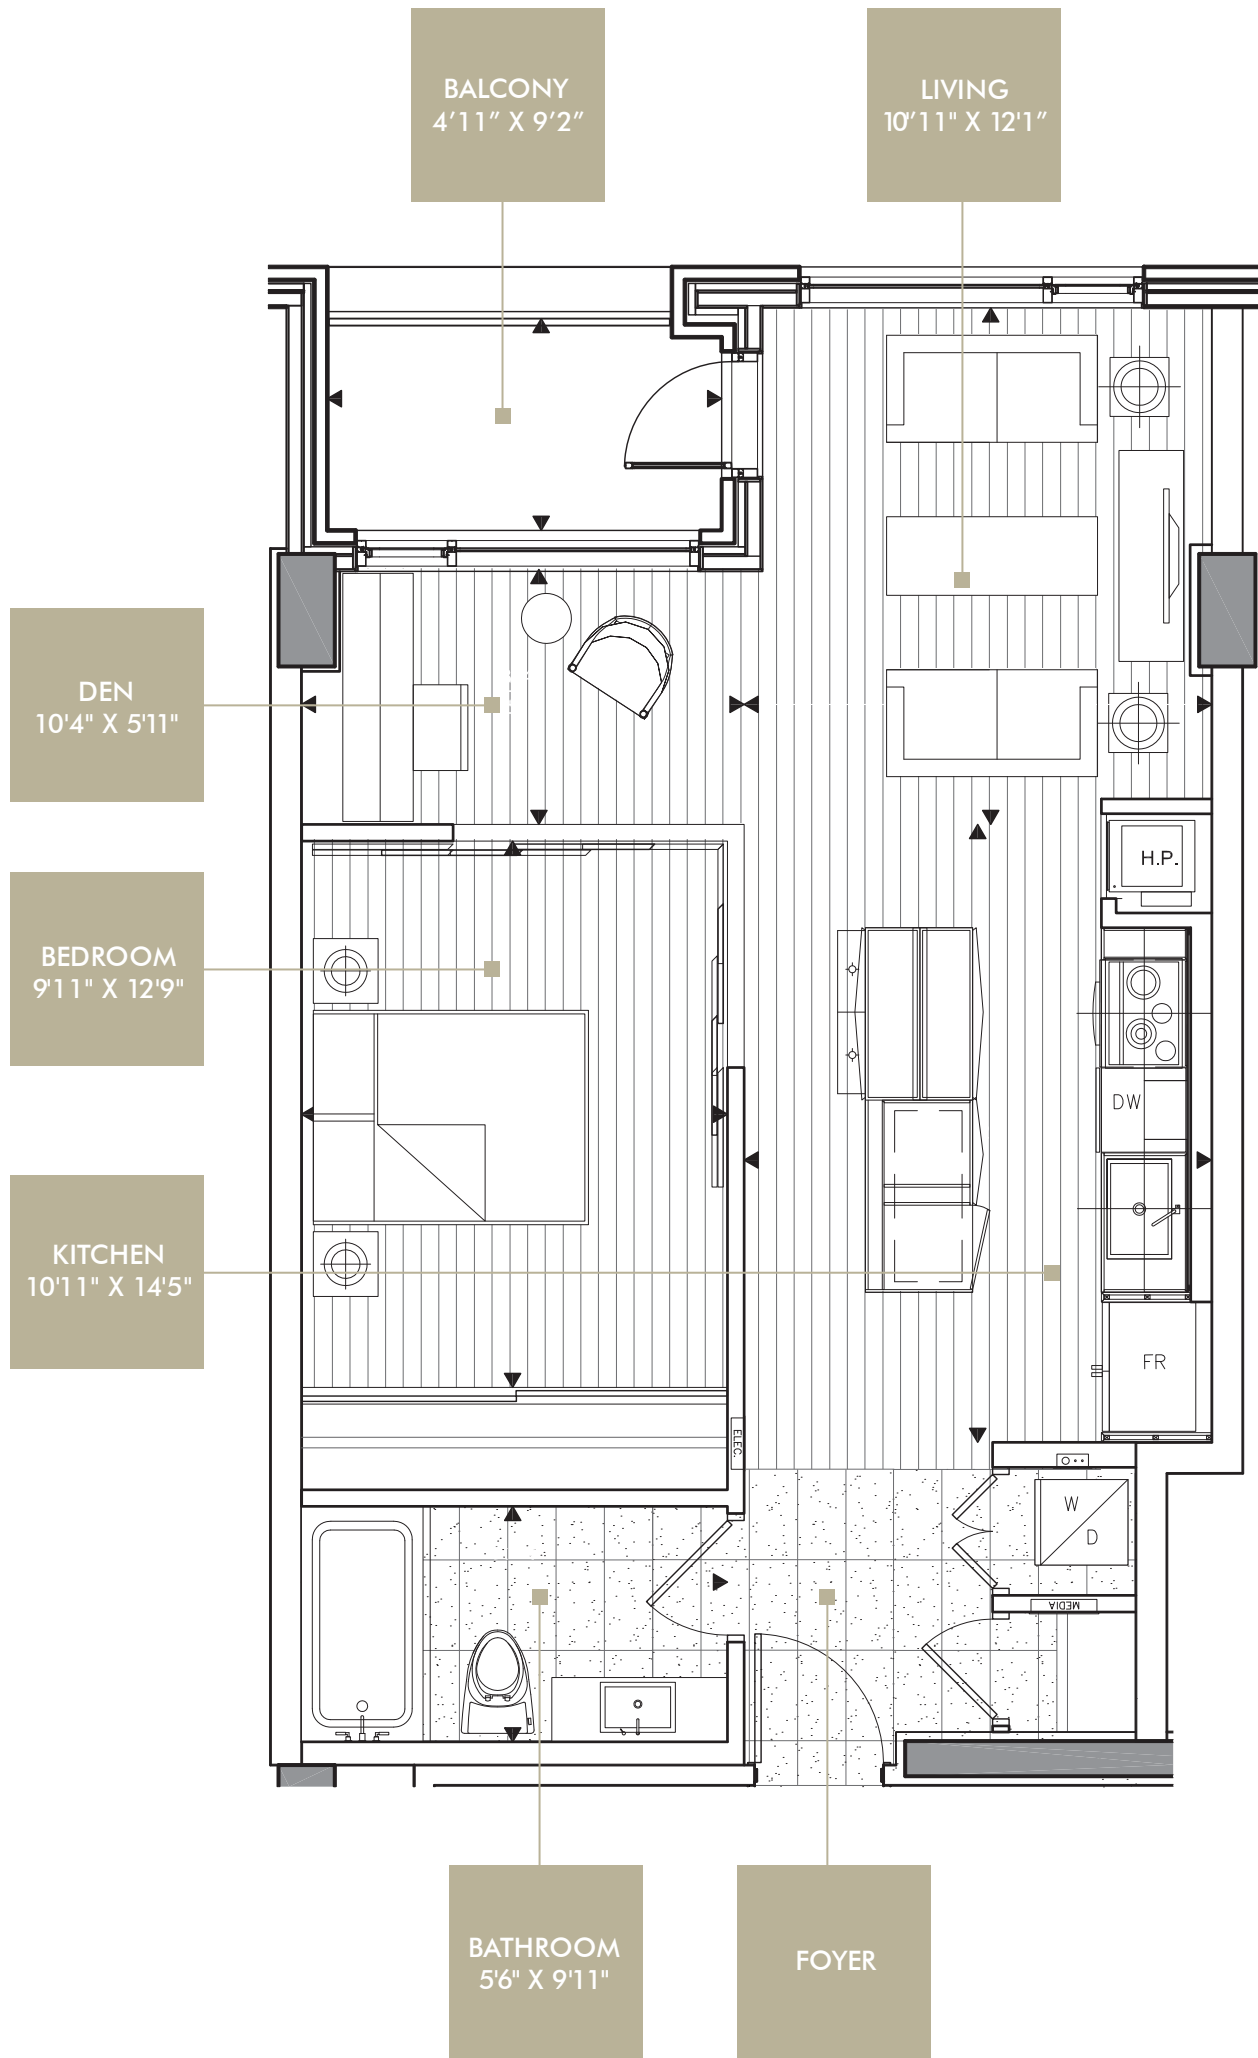 BALCONY
4’11” X 9’2”
LIVING
10”11" X 12'1”
DEN
10'4" X 5'11"
H.P.
BEDROOM
9'11" X 12'9"
DW
KITCHEN
10'11" X 14'5"
FR
ELEC.
W
D
MEDIA
BATHROOM
5'6" X 9'11"
FOYER